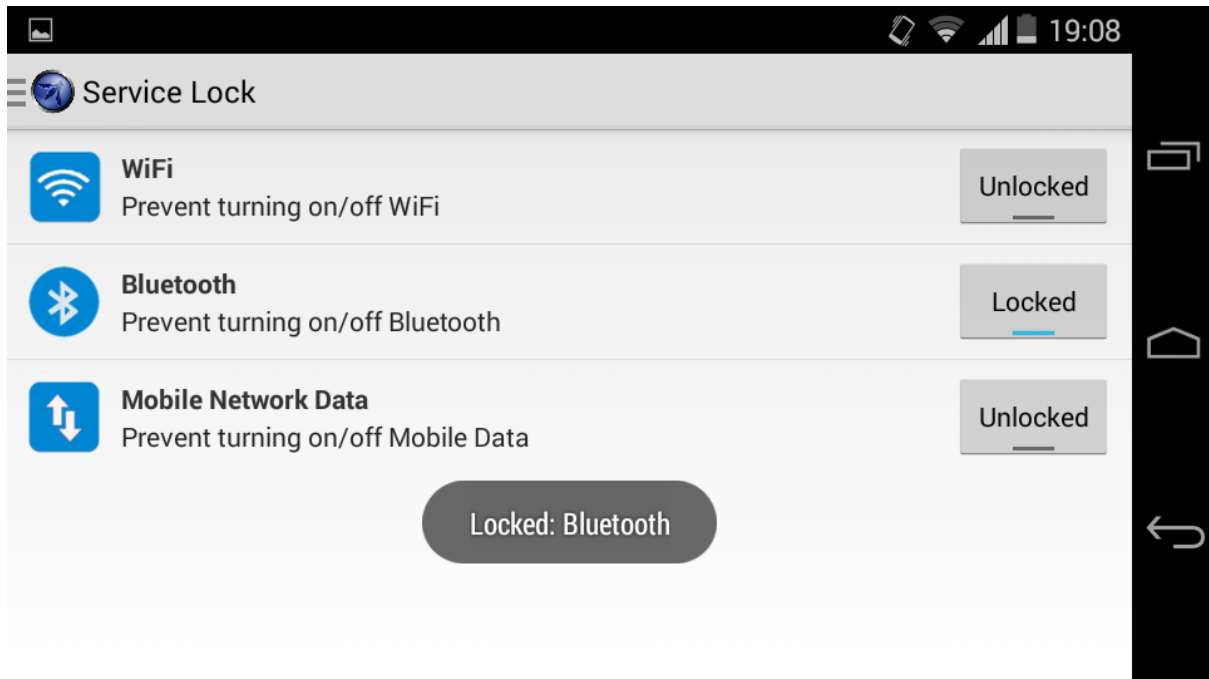 19:08
Service Lock
WiFi
Prevent turning on/off WiFi
Unlocked
Bluetooth
Prevent turning on/off Bluetooth
Locked
Mobile Network Data
Prevent turning on/off Mobile Data
Unlocked
Locked: Bluetooth